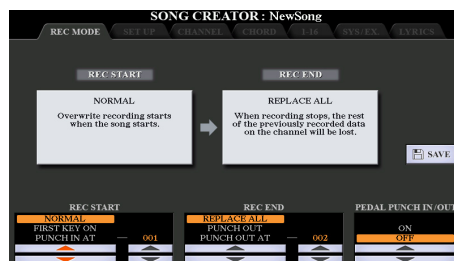 SONG CREATOR : NewSong
REC MODE SET UP CHANNEL CHORD 1-16 SYS/EX. LYRICS
REC START REC END
NORMAL
Overwrite recording starts
when the song starts.
REPLACE ALL
When recording stops, the rest
of the previously recorded data
on the channel will be lost.
SAVE
REC START REC END PEDAL PUNCH IN/OUT
NORMAL
FIRST KEY ON
PUNCH IN AT — 001
REPLACE ALL
PUNCH OUT
PUNCH OUT AT — 002
ON
OFF